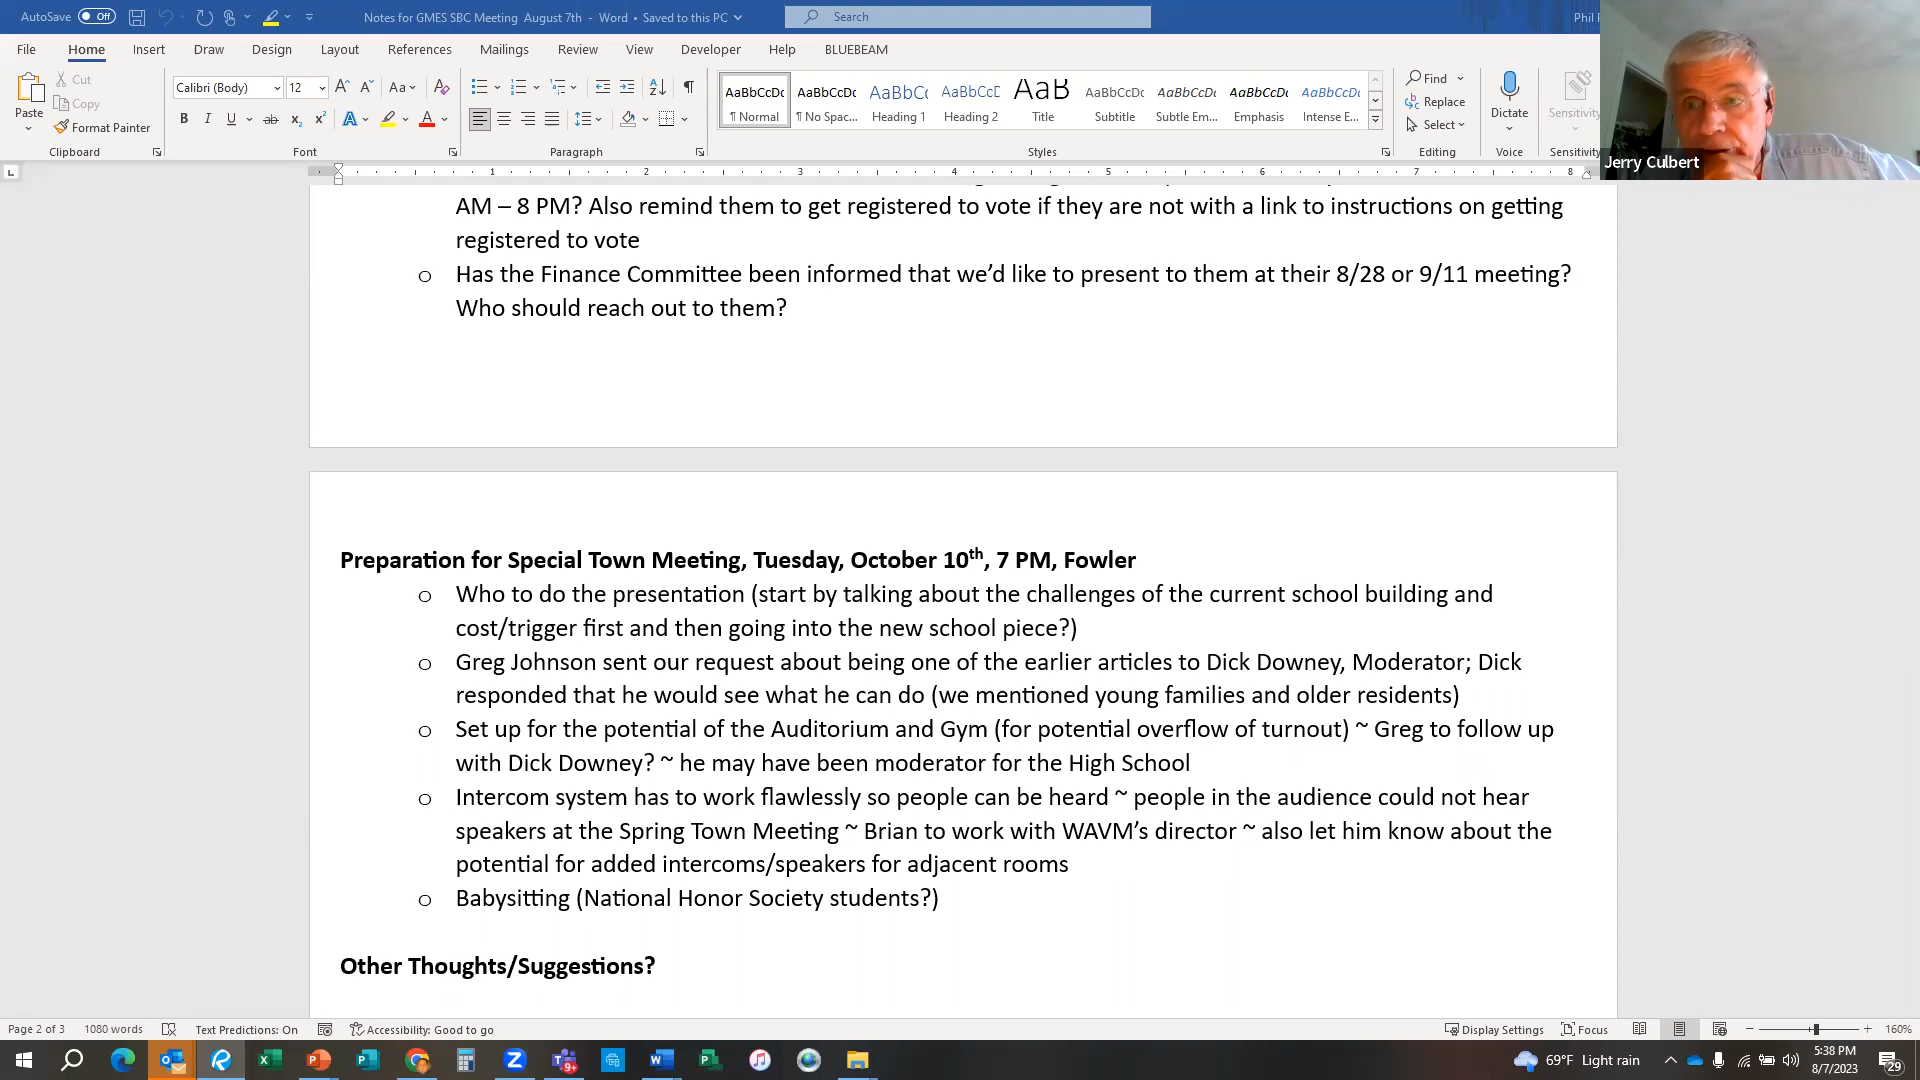 AutoSave Off Notes for GMES SBC Meeting August 7th - Word • Saved to this PC Search Phil
File Home Insert Draw Design Layout References Mailings Review View Developer Help BLUEBEAM
Paste Cut Copy Format Painter Clipboard
Calibri (Body) 12 Font
Paragraph
AaBbCcDc ¶ Normal
AaBbCcDc ¶ No Spac...
AaBbC Heading 1
AaBbCcD Heading 2
AaB Title
AaBbCcD Subtitle
AaBbCcDc Subtle Em...
AaBbCcDc Emphasis
AaBbCcDc Intense E...
Styles
Find Replace Select Editing
Dictate Voice
Sensitivity Sensitivity
Jerry Culbert
1 2 3 4 5 6 7 8
AM – 8 PM? Also remind them to get registered to vote if they are not with a link to instructions on getting
registered to vote
o Has the Finance Committee been informed that we’d like to present to them at their 8/28 or 9/11 meeting?
Who should reach out to them?
Preparation for Special Town Meeting, Tuesday, October 10th, 7 PM, Fowler
o Who to do the presentation (start by talking about the challenges of the current school building and
cost/trigger first and then going into the new school piece?)
o Greg Johnson sent our request about being one of the earlier articles to Dick Downey, Moderator; Dick
responded that he would see what he can do (we mentioned young families and older residents)
o Set up for the potential of the Auditorium and Gym (for potential overflow of turnout) ~ Greg to follow up
with Dick Downey? ~ he may have been moderator for the High School
o Intercom system has to work flawlessly so people can be heard ~ people in the audience could not hear
speakers at the Spring Town Meeting ~ Brian to work with WAVM’s director ~ also let him know about the
potential for added intercoms/speakers for adjacent rooms
o Babysitting (National Honor Society students?)
Other Thoughts/Suggestions?
Page 2 of 3 1080 words Text Predictions: On Accessibility: Good to go Display Settings Focus 160%
69°F Light rain 5:38 PM
8/7/2023 29